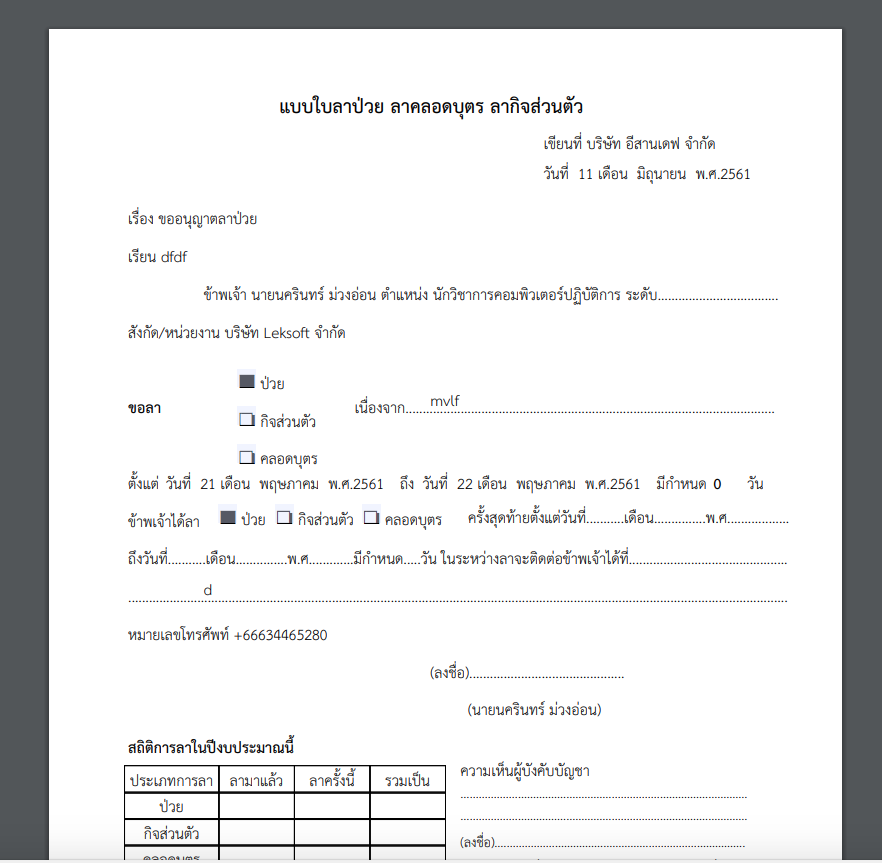 แบบใบลาป่วย ลาคลอดบุตร ลากิจส่วนตัว
เขียนที่ บริษัท อีสานเดฟ จำกัด
วันที่ 11 เดือน มิถุนายน พ.ศ.2561
เรื่อง ขออนุญาตลาป่วย
เรียน dfdf
ข้าพเจ้า นายนครินทร์ ม่วงอ่อน ตำแหน่ง นักวิชาการคอมพิวเตอร์ปฏิบัติการ ระดับ...................................
สังกัด/หน่วยงาน บริษัท Leksoft จำกัด
ป่วย
ขอลา
กิจส่วนตัว
เนื่องจาก......mvlf...........................................................................................
คลอดบุตร
ตั้งแต่ วันที่ 21 เดือน พฤษภาคม พ.ศ.2561 ถึง วันที่ 22 เดือน พฤษภาคม พ.ศ.2561 มีกำหนด 0 วัน
ข้าพเจ้าได้ลา ป่วย กิจส่วนตัว คลอดบุตร ครั้งสุดท้ายตั้งแต่วันที่...........เดือน...............พ.ศ..................
ถึงวันที่...........เดือน...............พ.ศ.............มีกำหนด.....วัน ในระหว่างลาจะติดต่อข้าพเจ้าได้ที่..............................................
d
หมายเลขโทรศัพท์ +66634465280
(ลงชื่อ).............................................
(นายนครินทร์ ม่วงอ่อน)
สถิติการลาในปีงบประมาณนี้
ประเภทการลา ลามาแล้ว ลาครั้งนี้ รวมเป็น
ป่วย
กิจส่วนตัว
คลอดบุตร
ความเห็นผู้บังคับบัญชา
(ลงชื่อ)...........................................................................